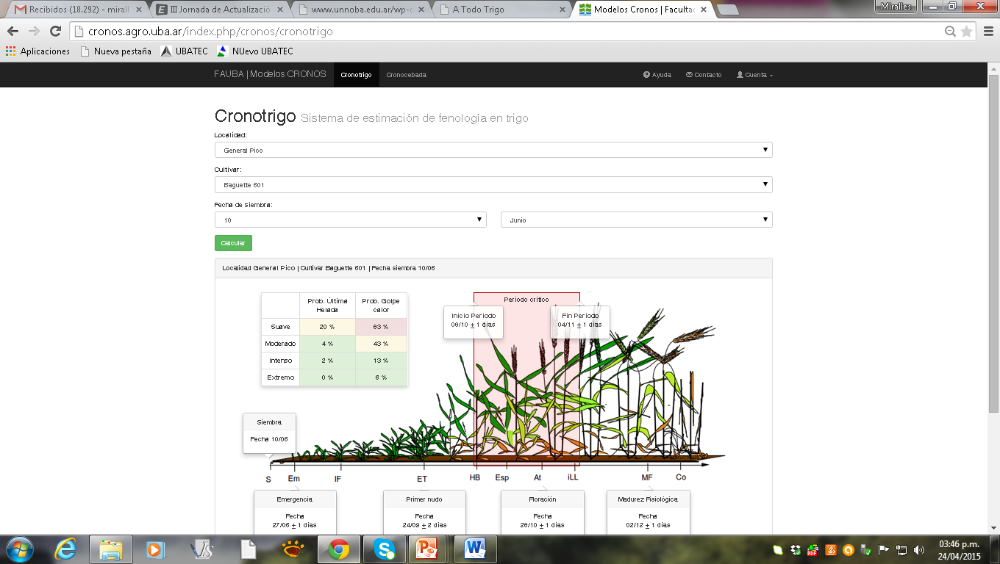 Recibidos (18.292) - mirall
III Jornada de Actualizació
www.unnoba.edu.ar/wp-c
A Todo Trigo
Modelos Cronos | Facultad
Miralles
cronos.agro.uba.ar/index.php/cronos/cronotrigo
Aplicaciones
Nueva pestaña
UBATEC
NUevo UBATEC
FAUBA | Modelos CRONOS
Cronotrigo
Cronocebada
Ayuda
Contacto
Cuenta
Cronotrigo Sistema de estimación de fenología en trigo
Localidad:
General Pico
Cultivar:
Baguette 601
Fecha de siembra:
10
Junio
Calcular
Localidad General Pico | Cultivar Baguette 601 | Fecha siembra 10/06
Prob. Última
Helada
Prob. Golpe
calor
Suave 20 % 83 %
Moderado 4 % 43 %
Intenso 2 % 13 %
Extremo 0 % 6 %
Periodo crítico
Inicio Periodo
08/10 ± 1 días
Fin Periodo
04/11 ± 1 días
Siembra
Fecha 10/06
S Em IF ET HB Esp At iLL MF Co
Emergencia
Fecha
27/06 ± 1 días
Primer nudo
Fecha
24/09 ± 2 días
Floración
Fecha
28/10 ± 1 días
Madurez Fisiológica
Fecha
02/12 ± 1 días
03:46 p.m.
24/04/2015